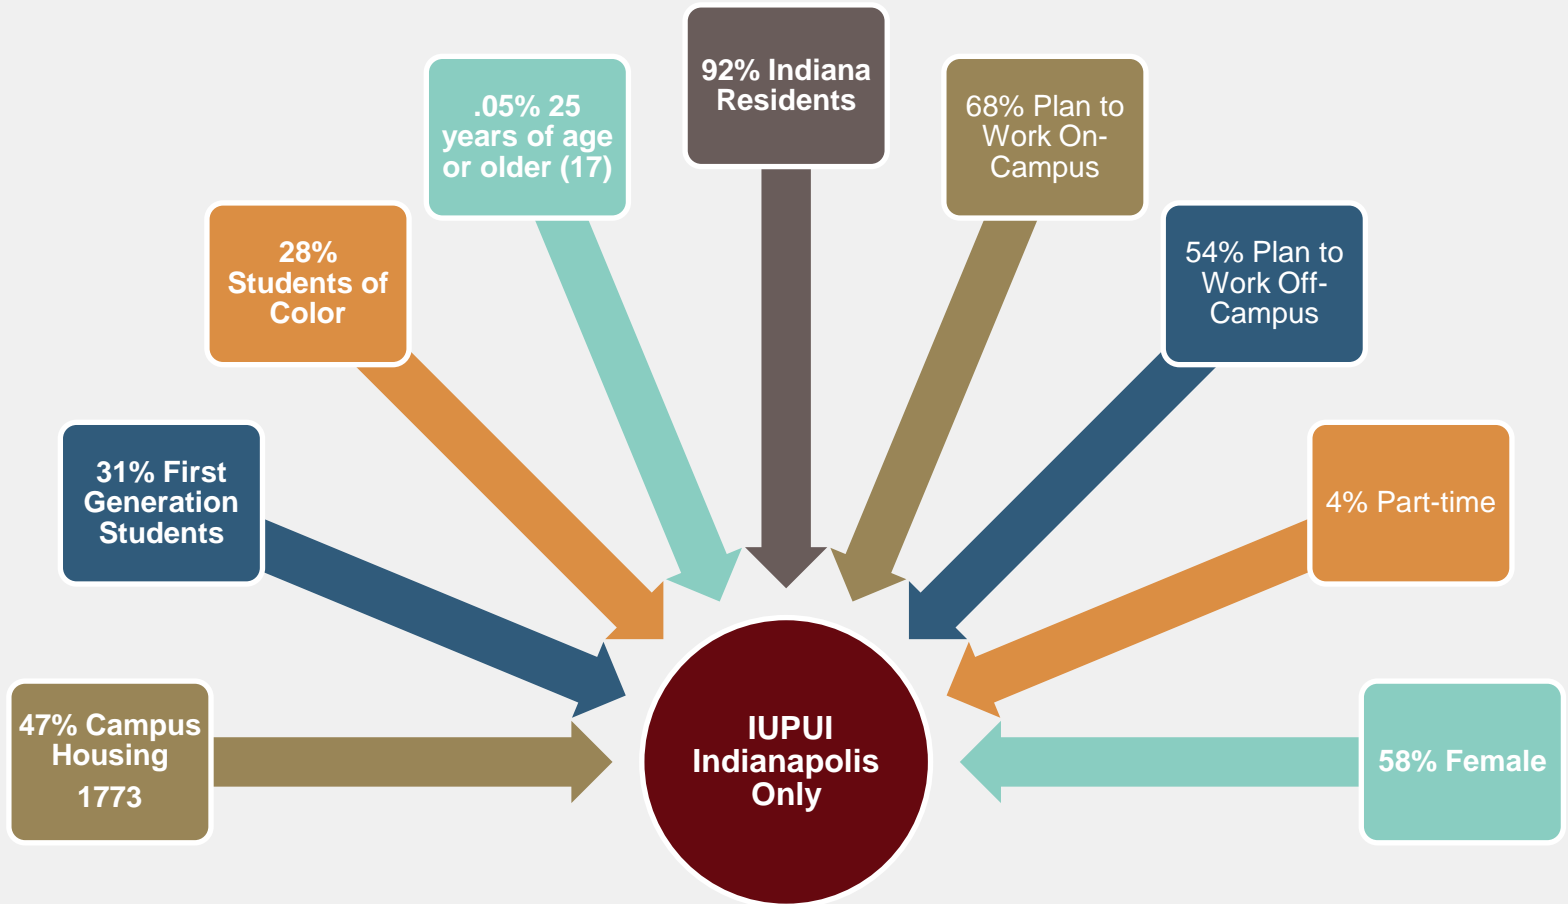 92% Indiana
Residents
.05% 25
years of age
or older (17)
68% Plan to
Work On-
Campus
28%
Students of
Color
54% Plan to
Work Off-
Campus
31% First
Generation
Students
4% Part-time
47% Campus
Housing
1773
IUPUI
Indianapolis
Only
58% Female